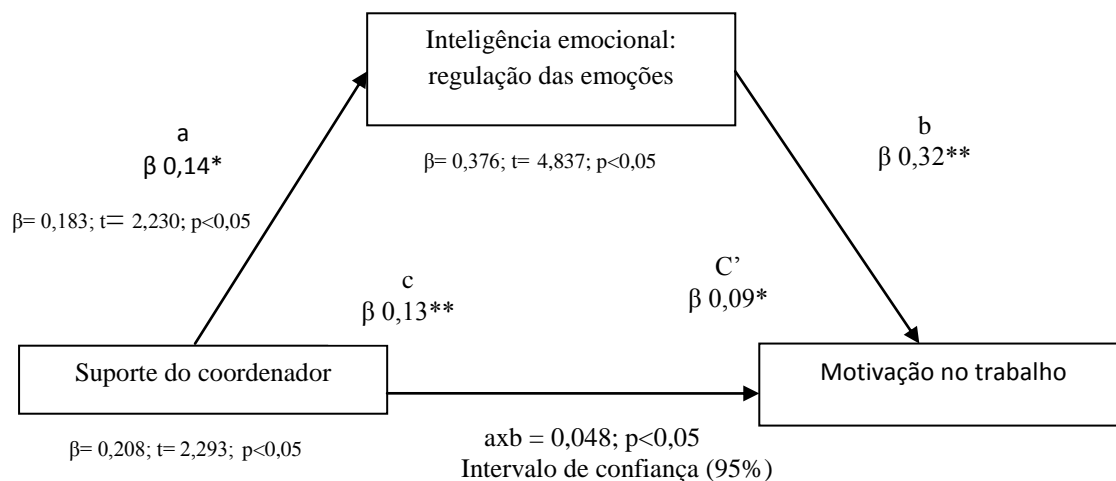 Inteligência emocional:
regulação das emoções
a
β 0,14*
β= 0,376; t= 4,837; p<0,05
b
β 0,32**
β= 0,183; t= 2,230; p<0,05
c
β 0,13**
C’
β 0,09*
Suporte do coordenador
Motivação no trabalho
β= 0,208; t= 2,293; p<0,05
axb = 0,048; p<0,05
Intervalo de confiança (95%)